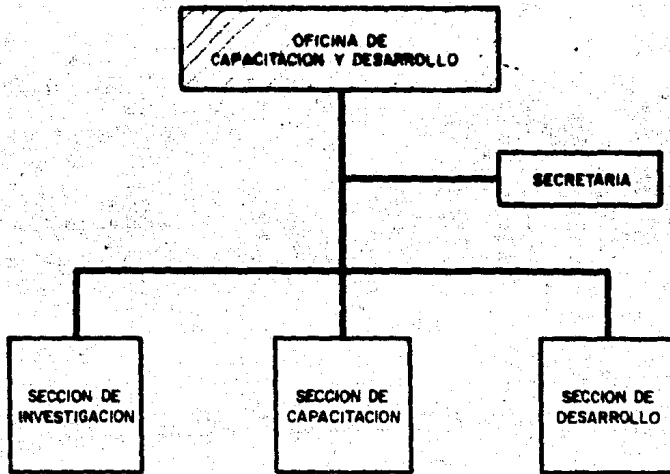 OFICINA DE
CAPACITACION Y DESARROLLO
SECRETARIA
SECCION DE
INVESTIGACION
SECCION DE
CAPACITACION
SECCION DE
DESARROLLO